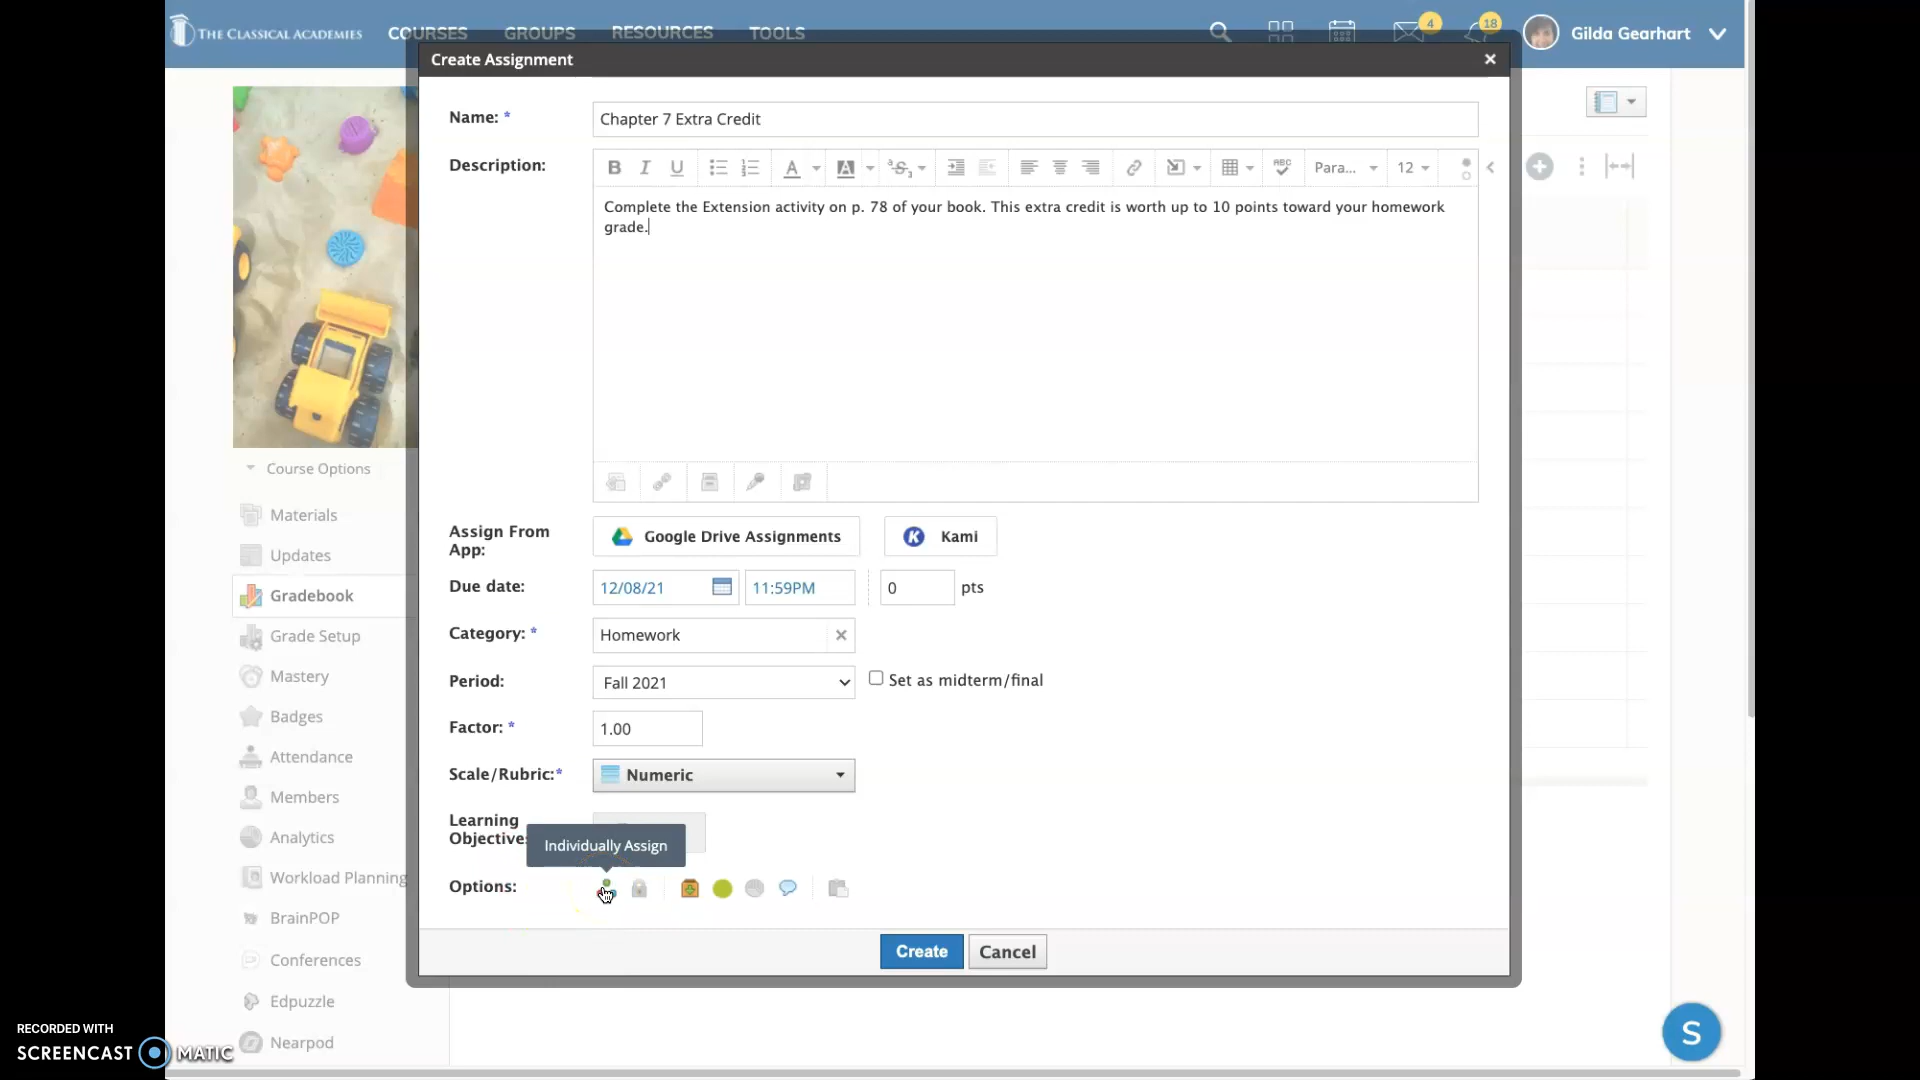 THE CLASSICAL ACADEMIES
COURSES
GROUPS
RESOURCES
TOOLS
4
18
Gilda Gearhart
Create Assignment
Name: *
Chapter 7 Extra Credit
Description:
B I U
A
A
S
ABC
Para...
12
Complete the Extension activity on p. 78 of your book. This extra credit is worth up to 10 points toward your homework
grade.
Course Options
Materials
Updates
Gradebook
Grade Setup
Mastery
Badges
Attendance
Members
Analytics
Workload Planning
BrainPOP
Conferences
Edpuzzle
Nearpod
Assign From
App:
Google Drive Assignments
K
Kami
Due date:
12/08/21
11:59PM
0
pts
Category: *
Homework
Period:
Fall 2021
Set as midterm/final
Factor: *
1.00
Scale/Rubric:*
Numeric
Learning
Objective
Individually Assign
Options:
Create
Cancel
RECORDED WITH
SCREENCAST MATIC
S